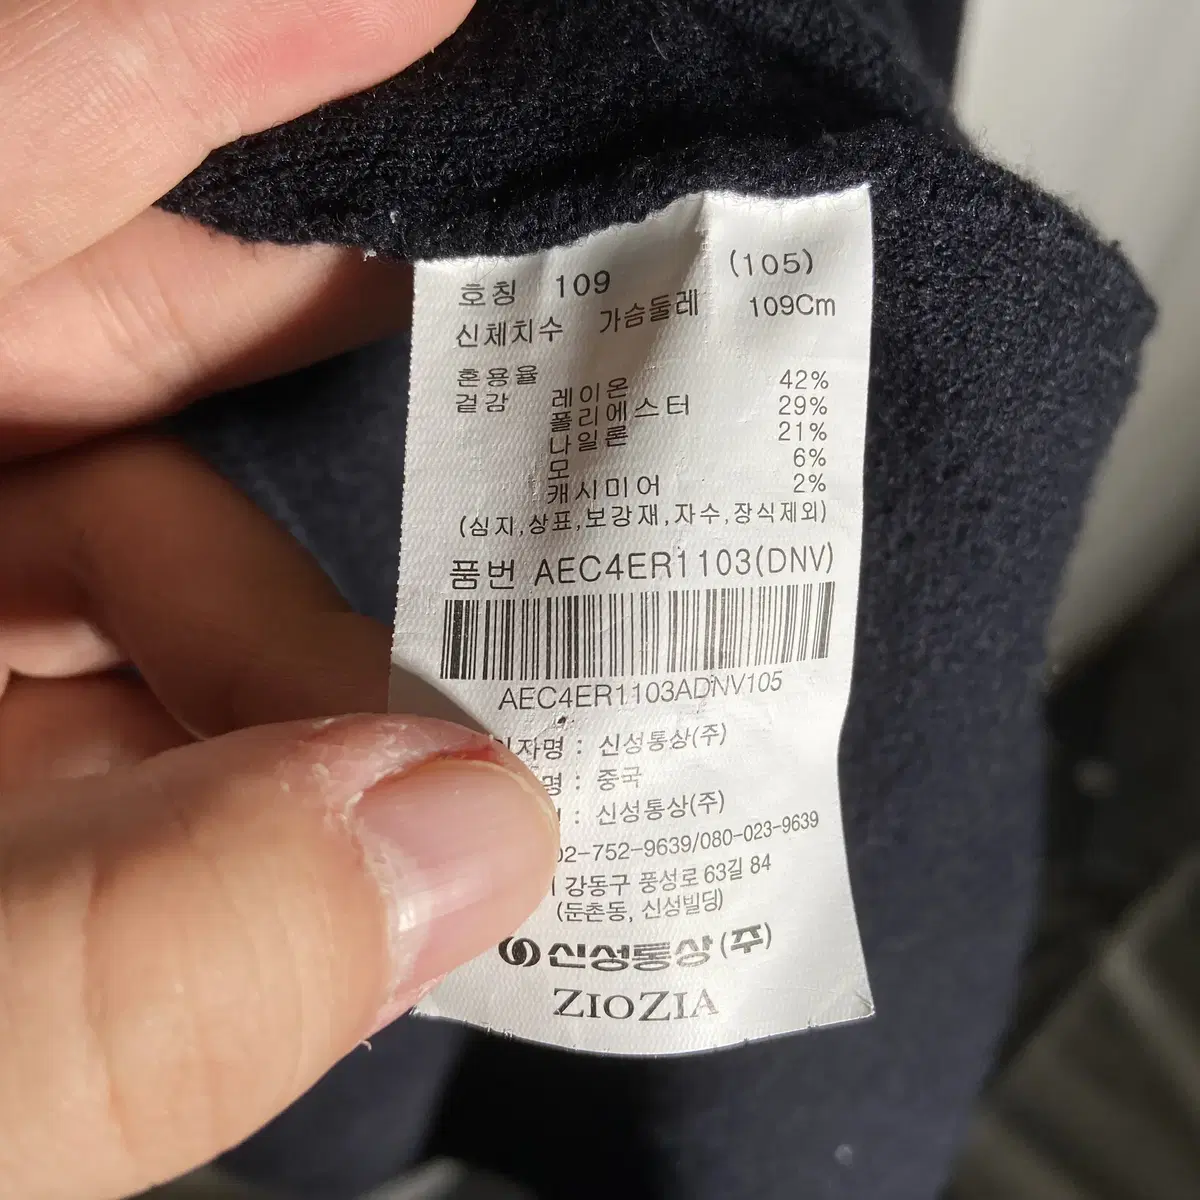 호칭 109 (105)
신체치수 가슴둘레 109Cm
혼용율
겉감 레이온 42%
폴리에스터 29%
나일론 21%
모 6%
캐시미어 2%
(심지,상표,보강재,자수,장식제외)
품번 AEC4ER1103(DNV)
AEC4ER1103ADNV105
자명 : 신성통상(주)
명 : 중국
: 신성통상(주)
02-752-9639/080-023-9639
강동구 풍성로 63길 84
(둔촌동, 신성빌딩)
신성통상(주)
ZIOZIA